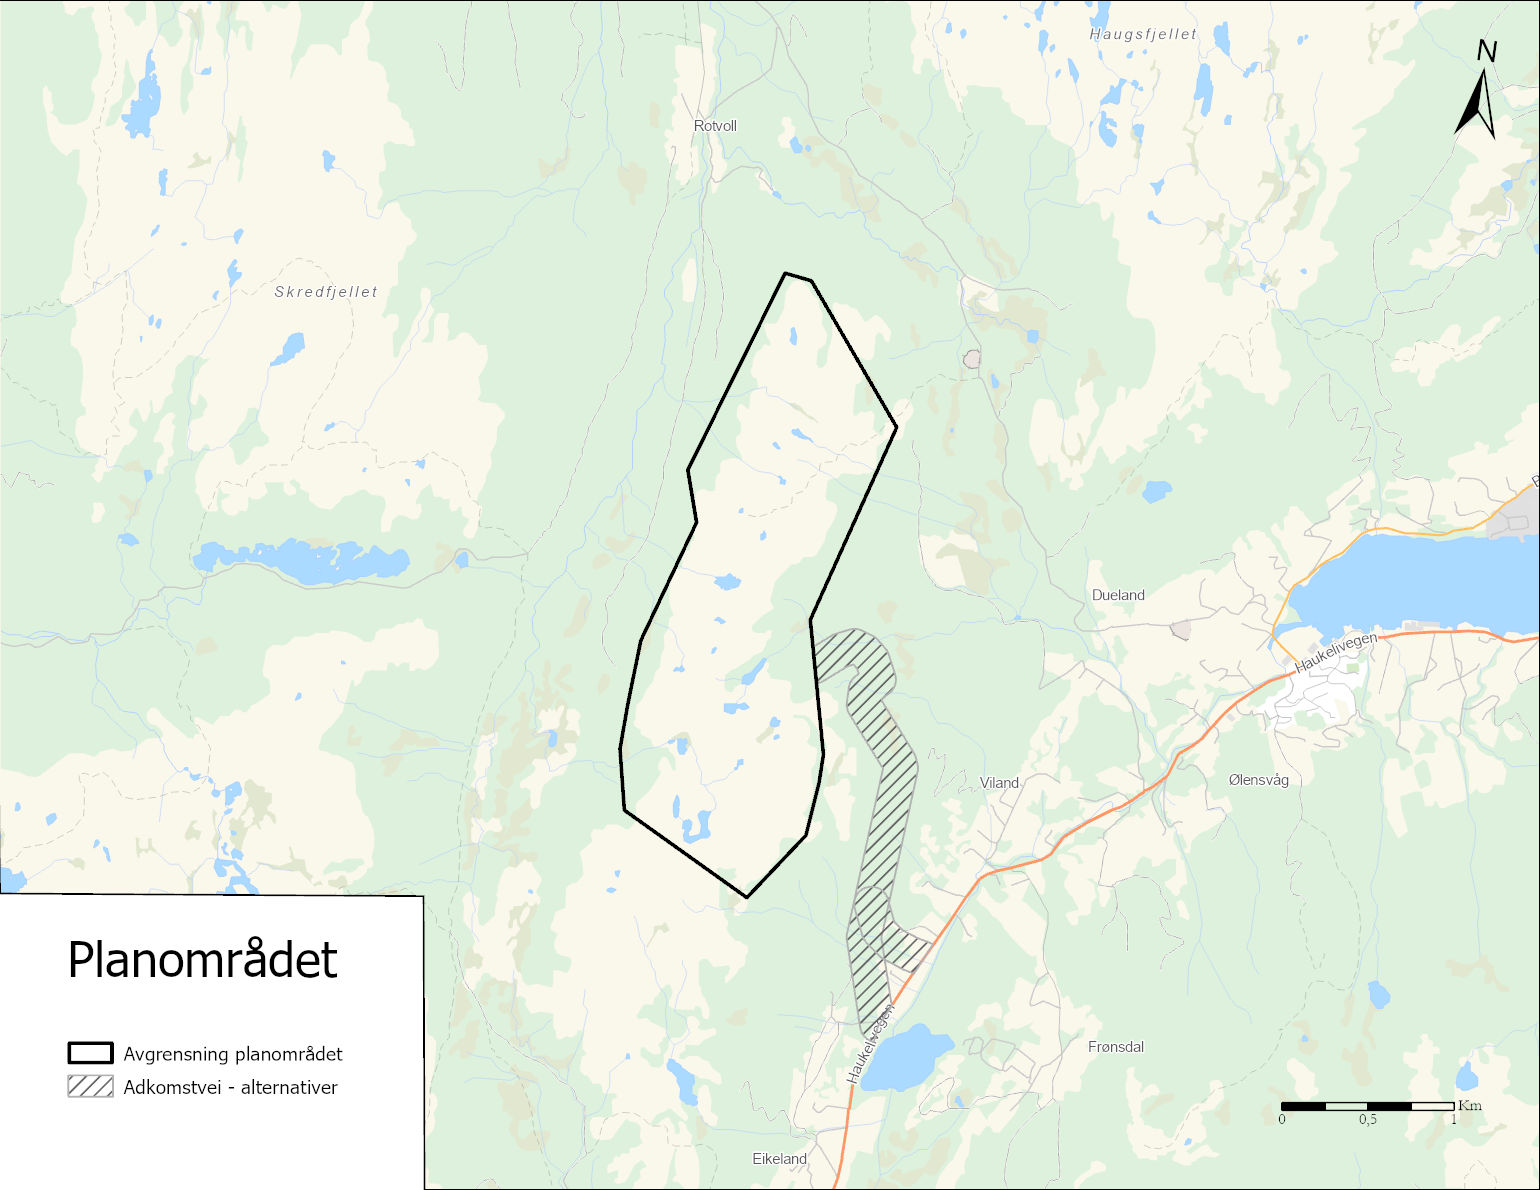 Haugsfjellet
N
Rotvoll
Skredfjellet
Dueland
Haukelivegen
Viland
Ølensvåg
Planområdet
Avgrensning planområdet
Adkomstvei - alternativer
Haukelivegen
Frønsdal
Km
0
0,5
1
Eikeland